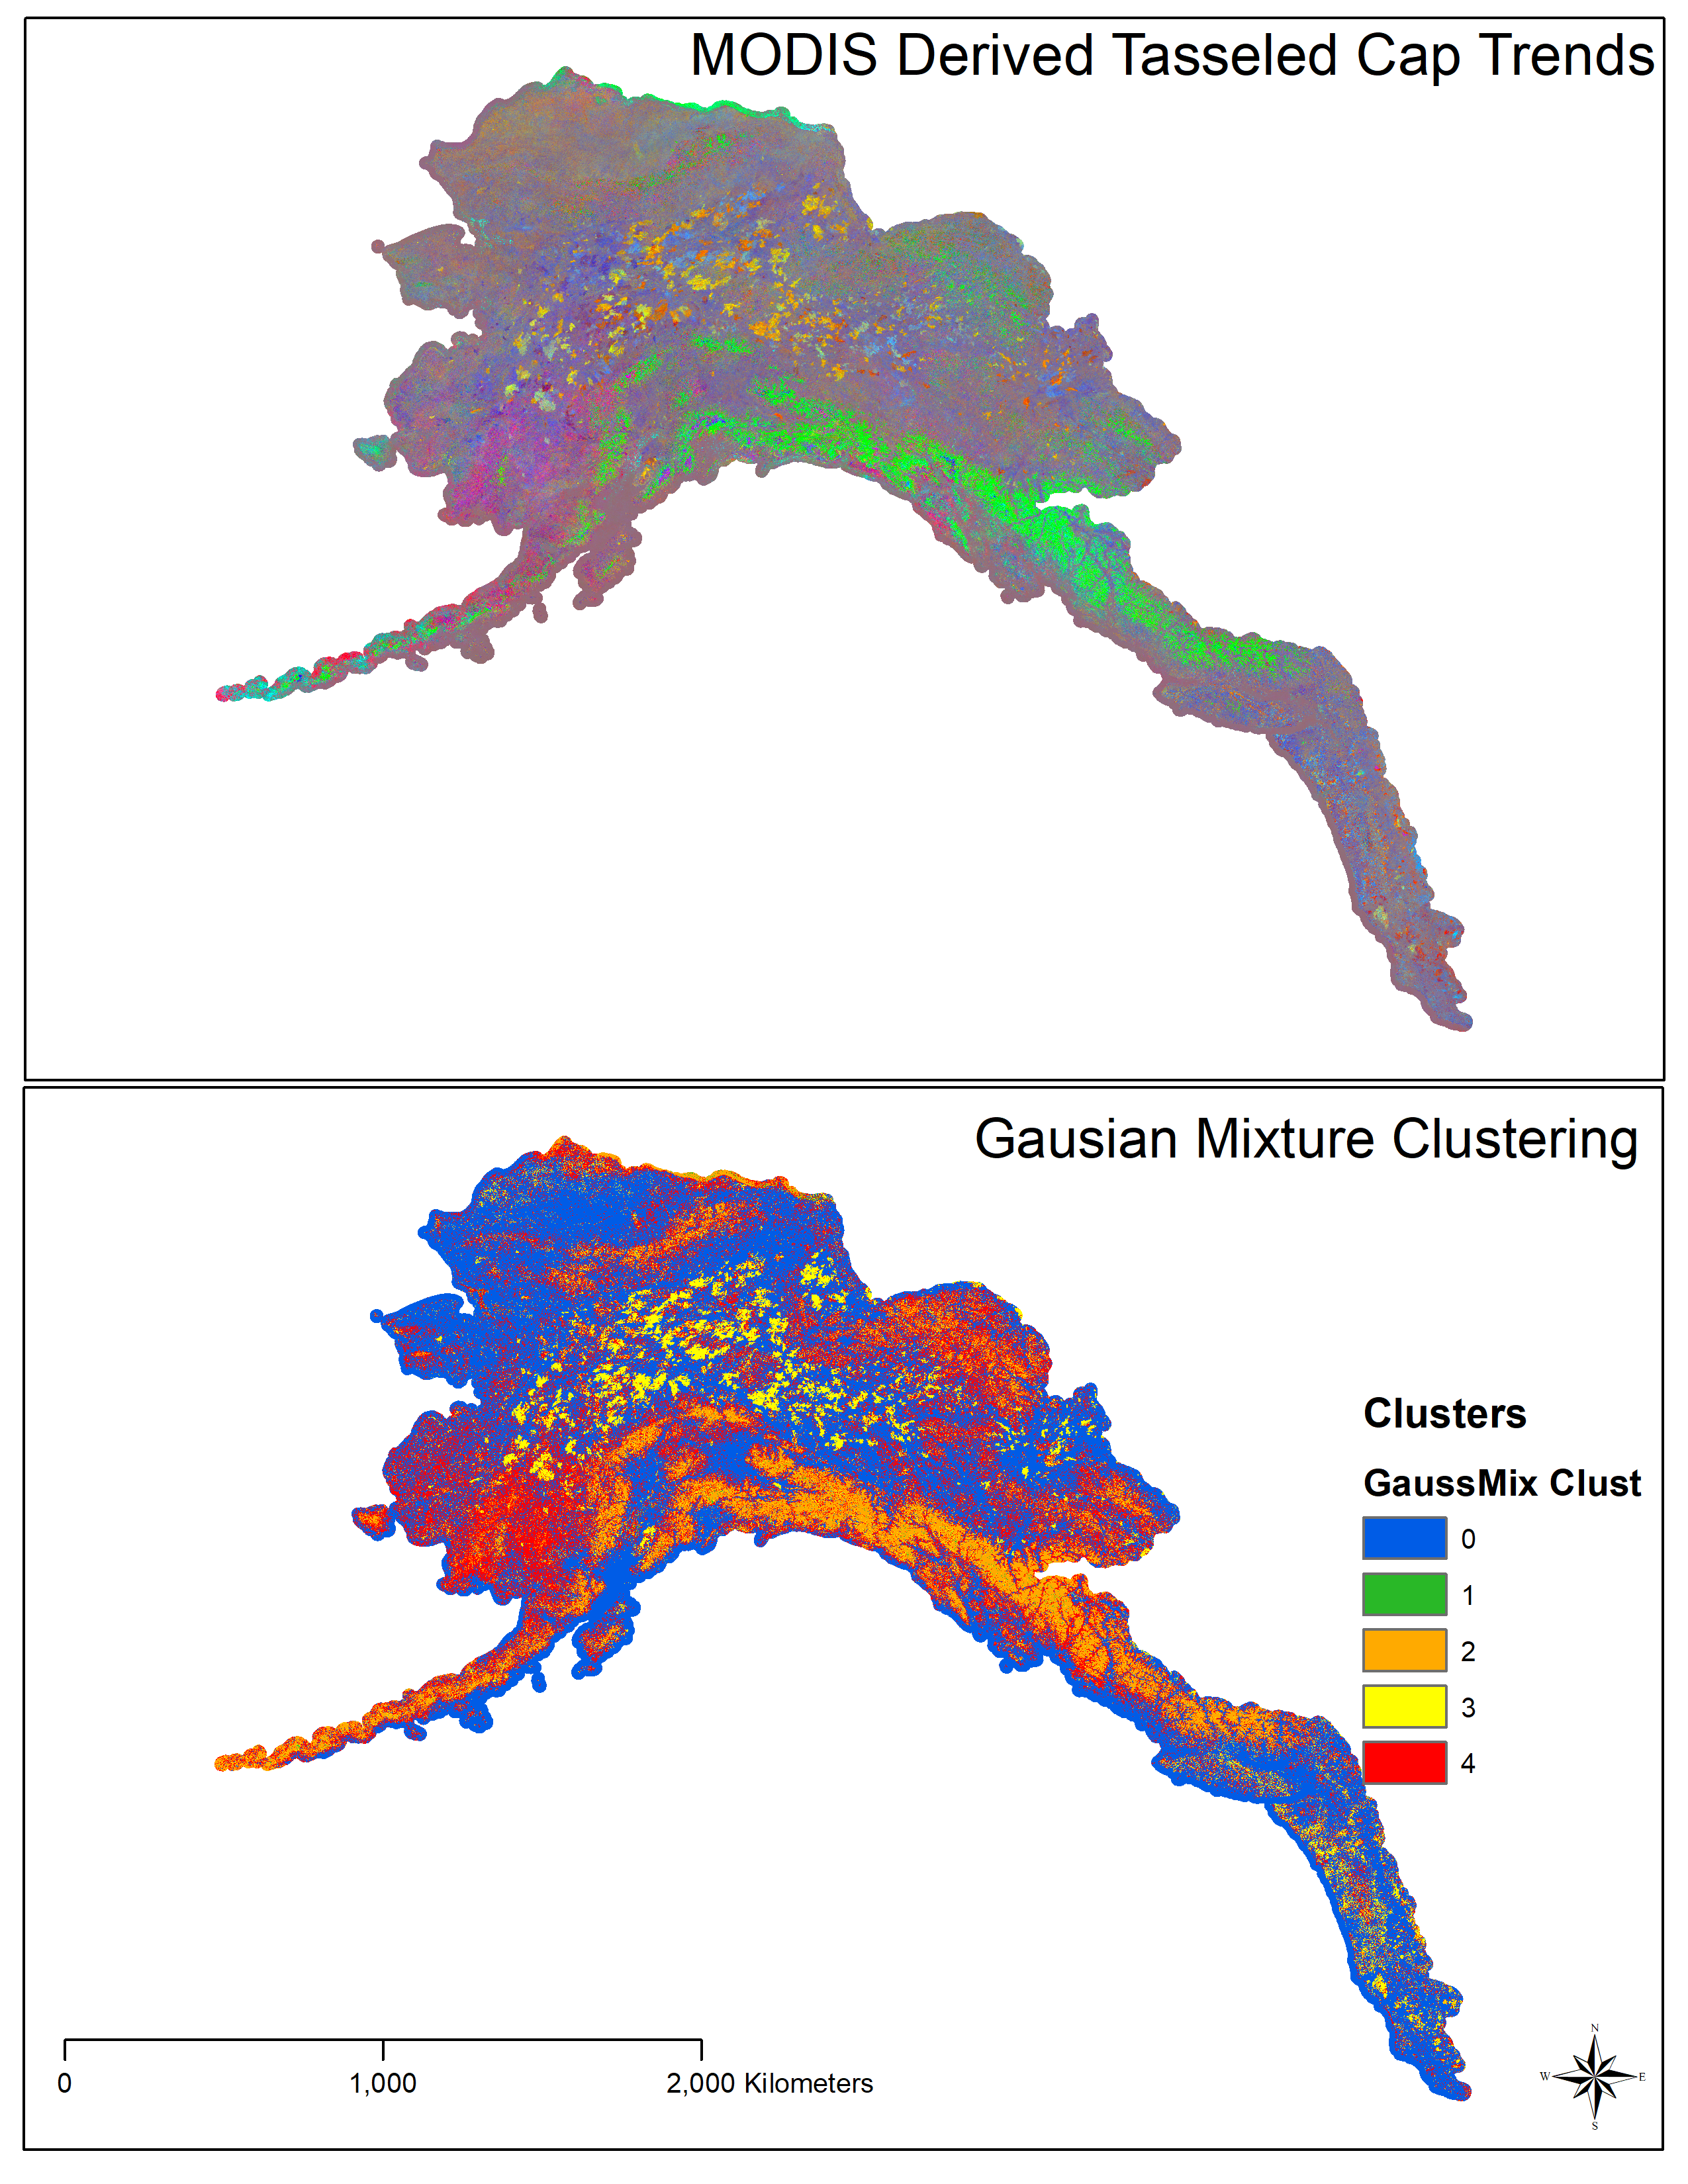 MODIS Derived Tasseled Cap Trends
Gausian Mixture Clustering
Clusters
GaussMix Clust
0
1
2
3
4
0 1,000 2,000 Kilometers
N
W E
S